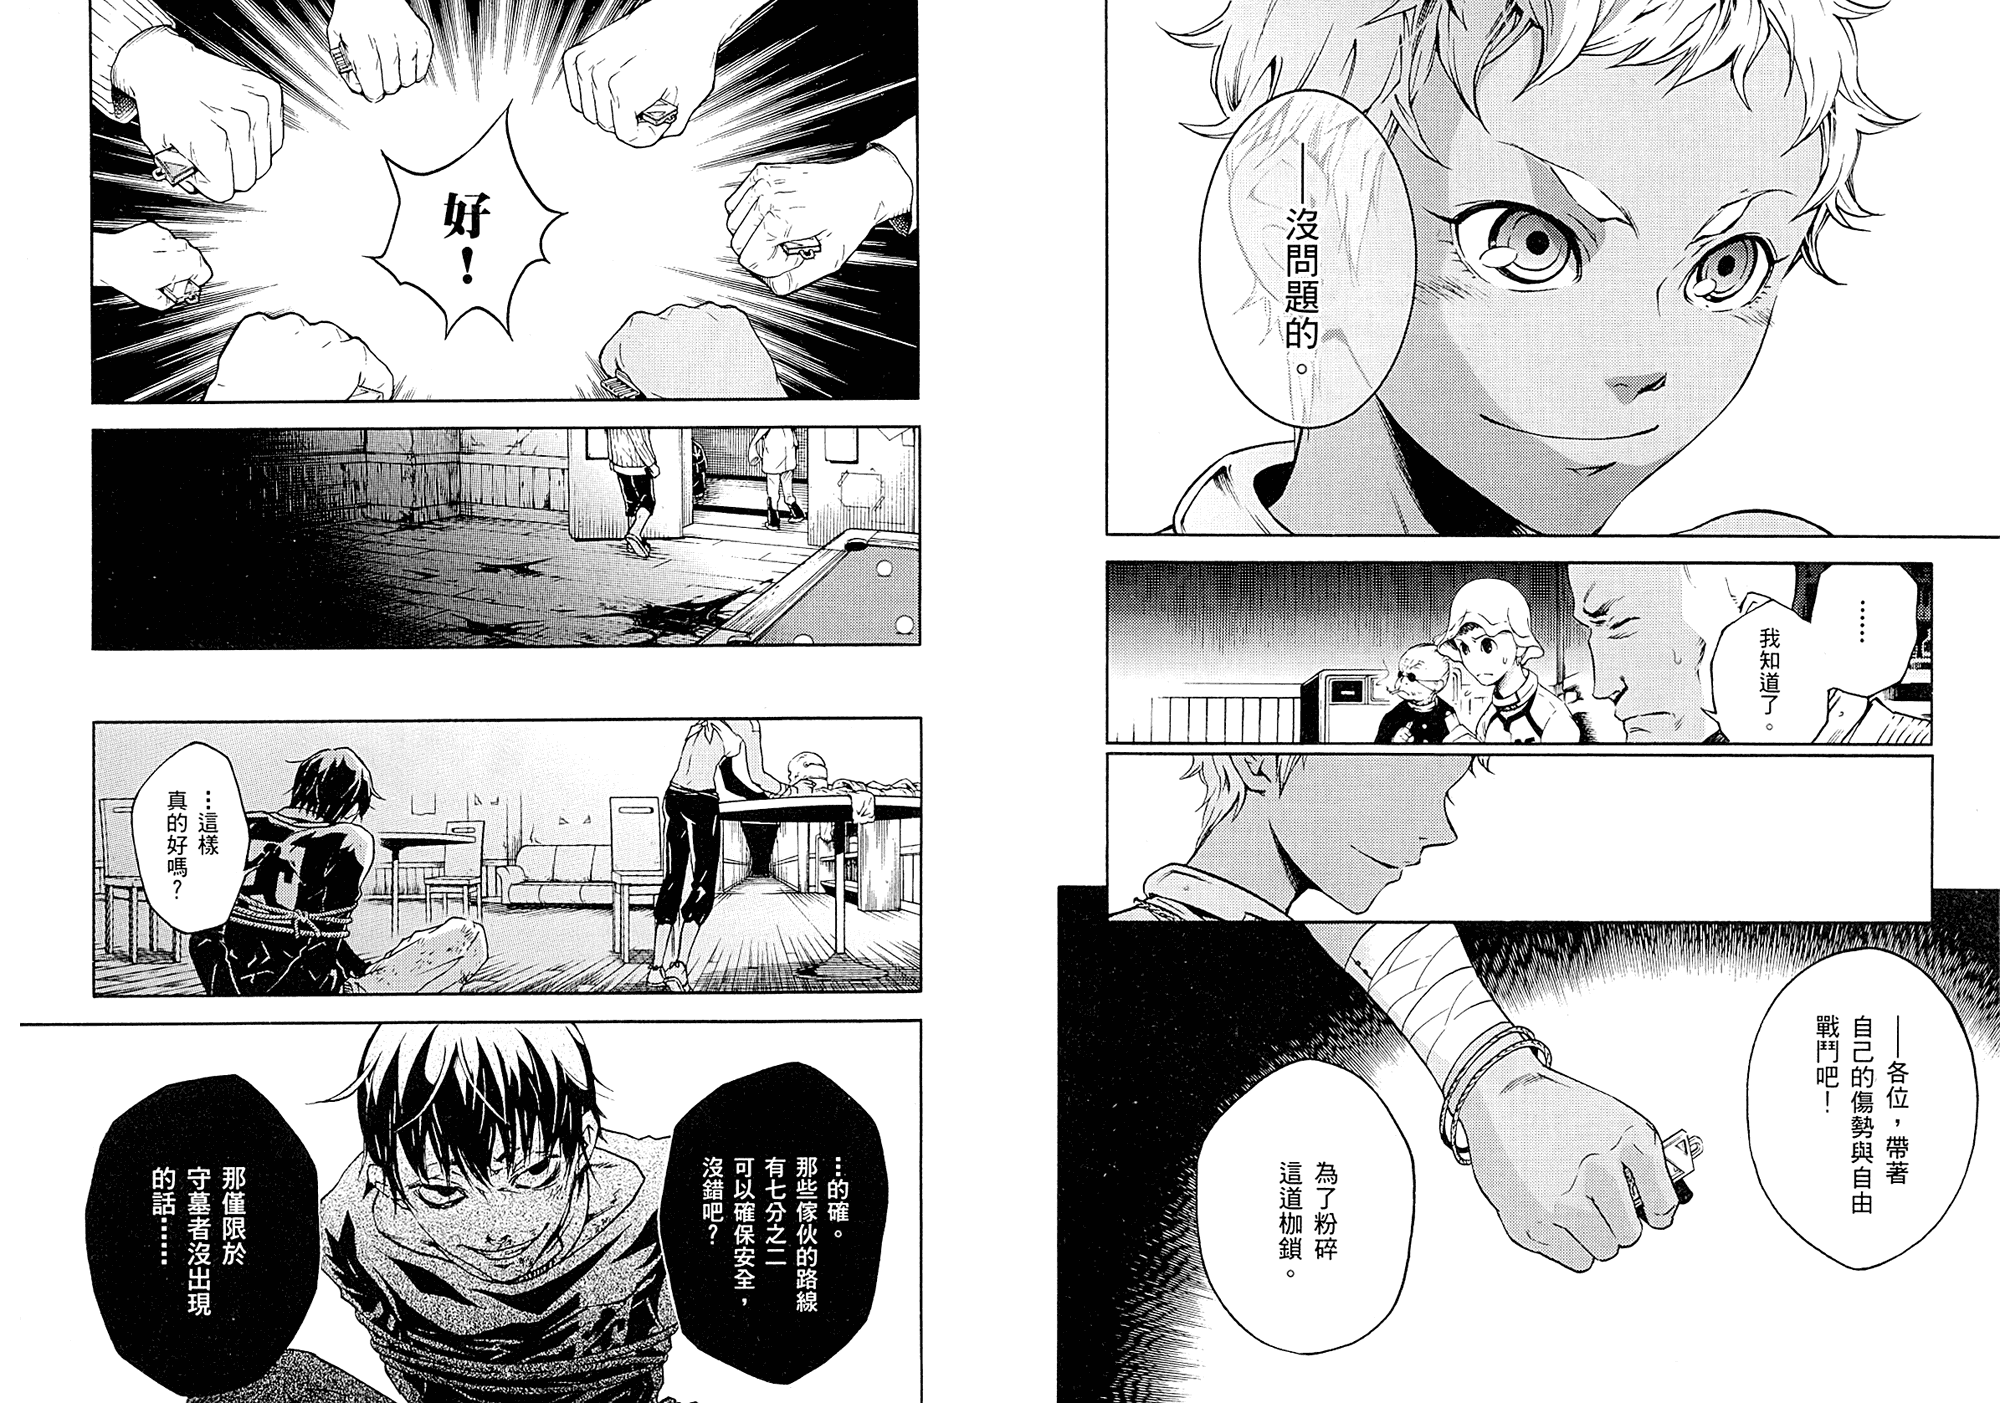 ──沒問題的。
……
我知道了。
──各位，帶著
自己的傷勢與自由
戰鬥吧！
為了粉碎
這道枷鎖。
好！
…這樣
真的好嗎？
…的確。
那些傢伙的路線
有七分之二
可以確保安全，
沒錯吧？
那僅限於
守墓者沒出現
的話……